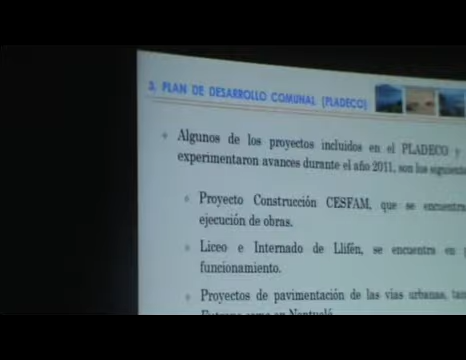 3. PLAN DE DESARROLLO COMUNAL (PLADECO)
Algunos de los proyectos incluidos en el PLADECO y
experimentaron avances durante el año 2011, son los siguiente
Proyecto Construcción CESFAM, que se encuentra
ejecución de obras.
Liceo e Internado de Llifén, se encuentra en
funcionamiento.
Proyectos de pavimentación de las vias urbanas,